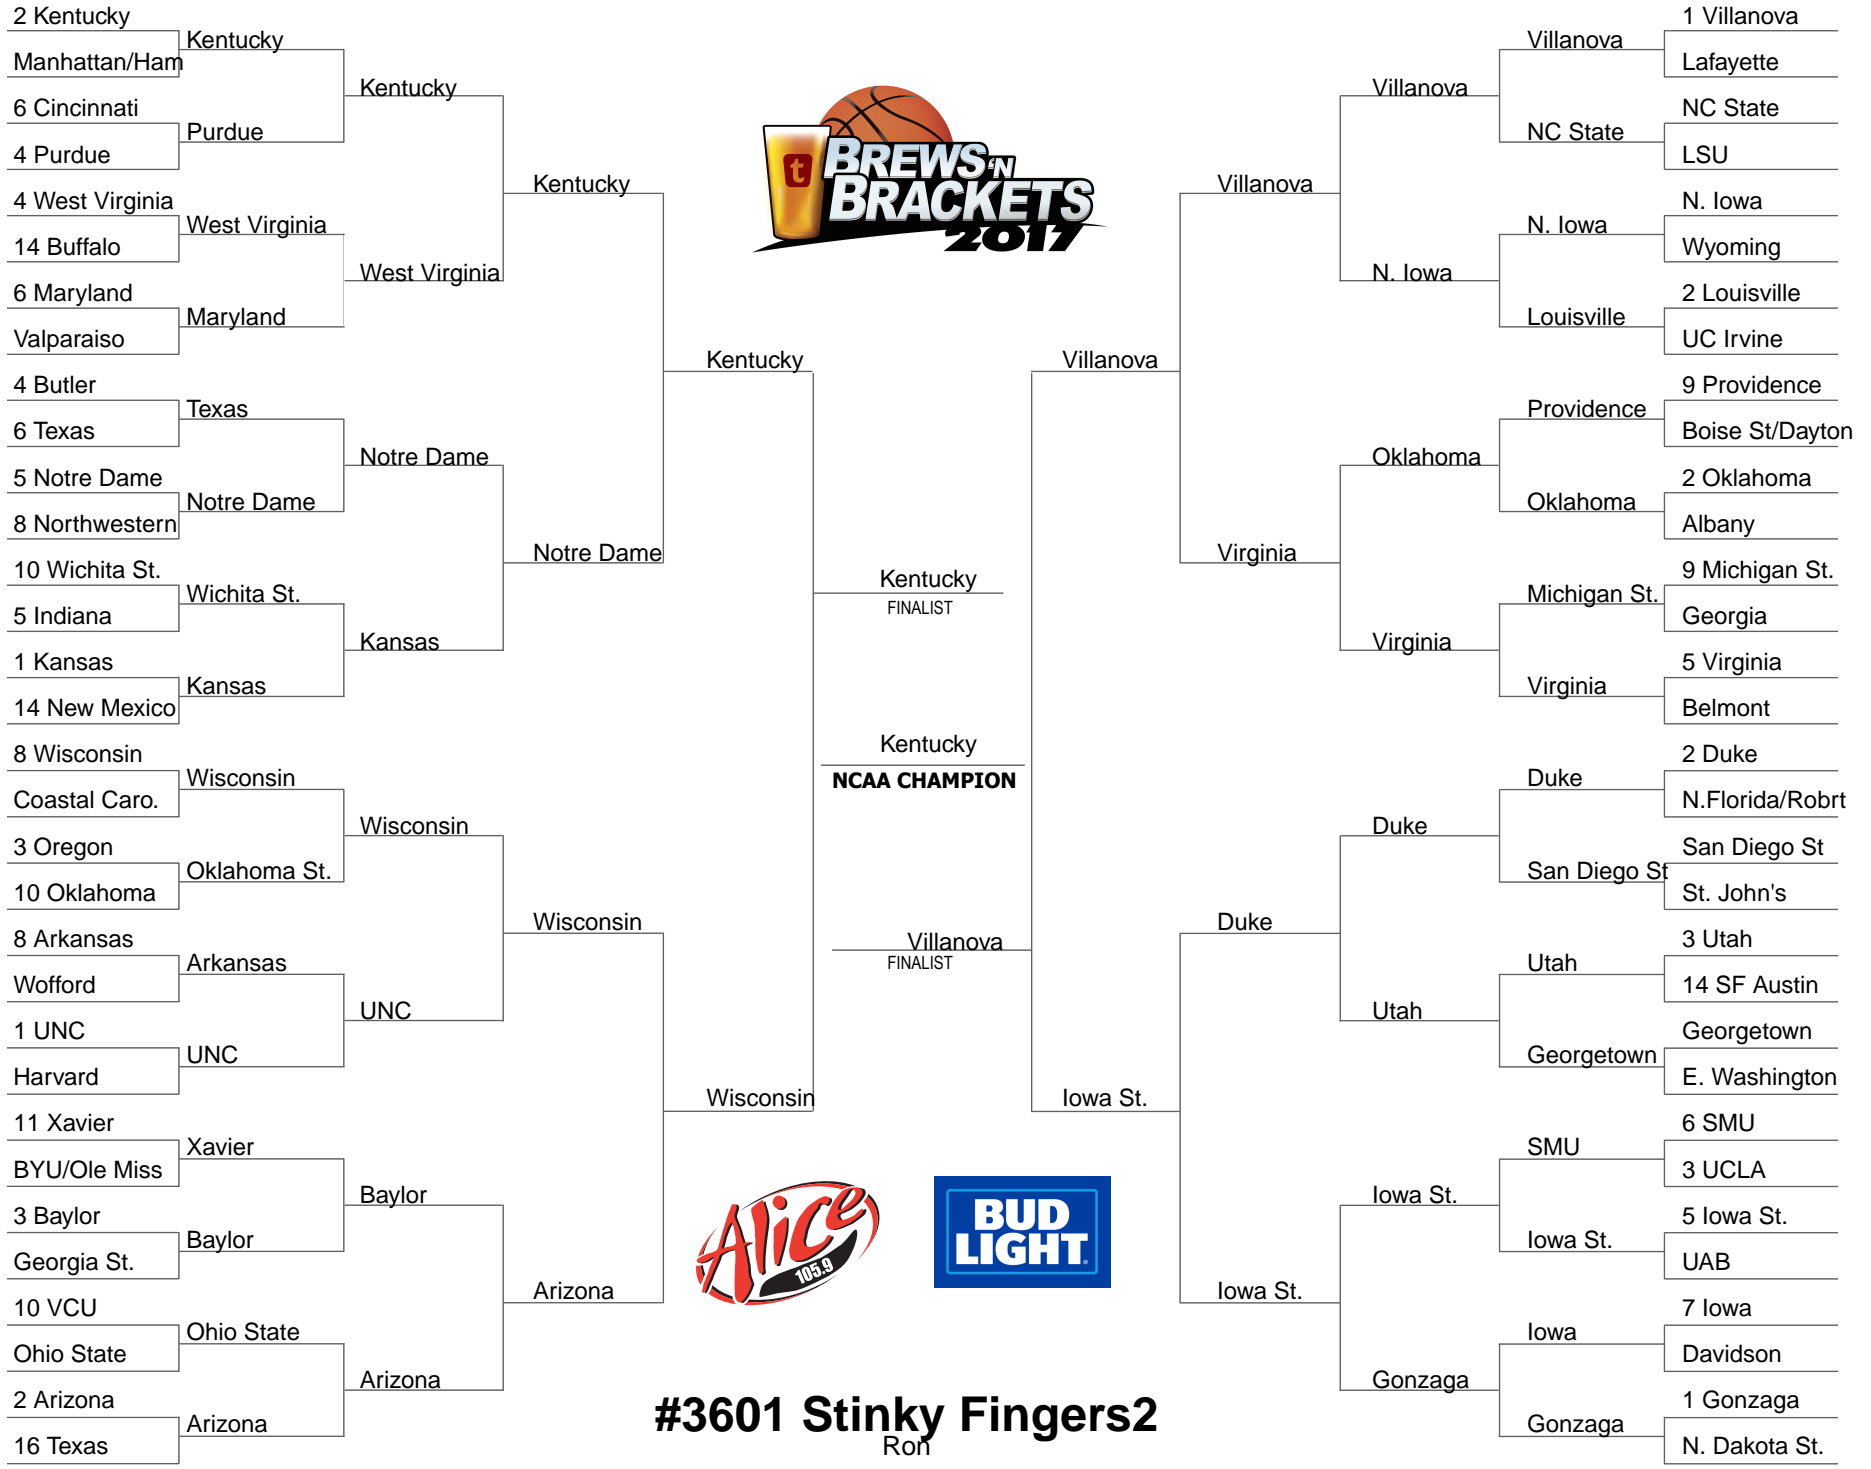 2 Kentucky
Manhattan/Ham
6 Cincinnati
4 Purdue
4 West Virginia
14 Buffalo
6 Maryland
Valparaiso
4 Butler
6 Texas
5 Notre Dame
8 Northwestern
10 Wichita St.
5 Indiana
1 Kansas
14 New Mexico
8 Wisconsin
Coastal Caro.
3 Oregon
10 Oklahoma
8 Arkansas
Wofford
1 UNC
Harvard
11 Xavier
BYU/Ole Miss
3 Baylor
Georgia St.
10 VCU
Ohio State
2 Arizona
16 Texas
Kentucky
Purdue
West Virginia
Maryland
Texas
Notre Dame
Wichita St.
Kansas
Wisconsin
Oklahoma St.
Arkansas
UNC
Xavier
Baylor
Ohio State
Arizona
Kentucky
West Virginia
Notre Dame
Kansas
Wisconsin
UNC
Baylor
Arizona
Kentucky
Notre Dame
Wisconsin
Arizona
Kentucky
Wisconsin
t
BREWS 'N
BRACKETS
2017
Kentucky
FINALIST
Kentucky
NCAA CHAMPION
Villanova
FINALIST
Alice
105.9
BUD
LIGHT
#3601 Stinky Fingers2
Ron
Villanova
Iowa St.
Villanova
Virginia
Duke
Iowa St.
Villanova
N. Iowa
Oklahoma
Virginia
Duke
Utah
Iowa St.
Gonzaga
Villanova
NC State
N. Iowa
Louisville
Providence
Oklahoma
Michigan St.
Virginia
Duke
San Diego St
Utah
Georgetown
SMU
Iowa St.
Iowa
Gonzaga
1 Villanova
Lafayette
NC State
LSU
N. Iowa
Wyoming
2 Louisville
UC Irvine
9 Providence
Boise St/Dayton
2 Oklahoma
Albany
9 Michigan St.
Georgia
5 Virginia
Belmont
2 Duke
N.Florida/Robrt
San Diego St
St. John's
3 Utah
14 SF Austin
Georgetown
E. Washington
6 SMU
3 UCLA
5 Iowa St.
UAB
7 Iowa
Davidson
1 Gonzaga
N. Dakota St.